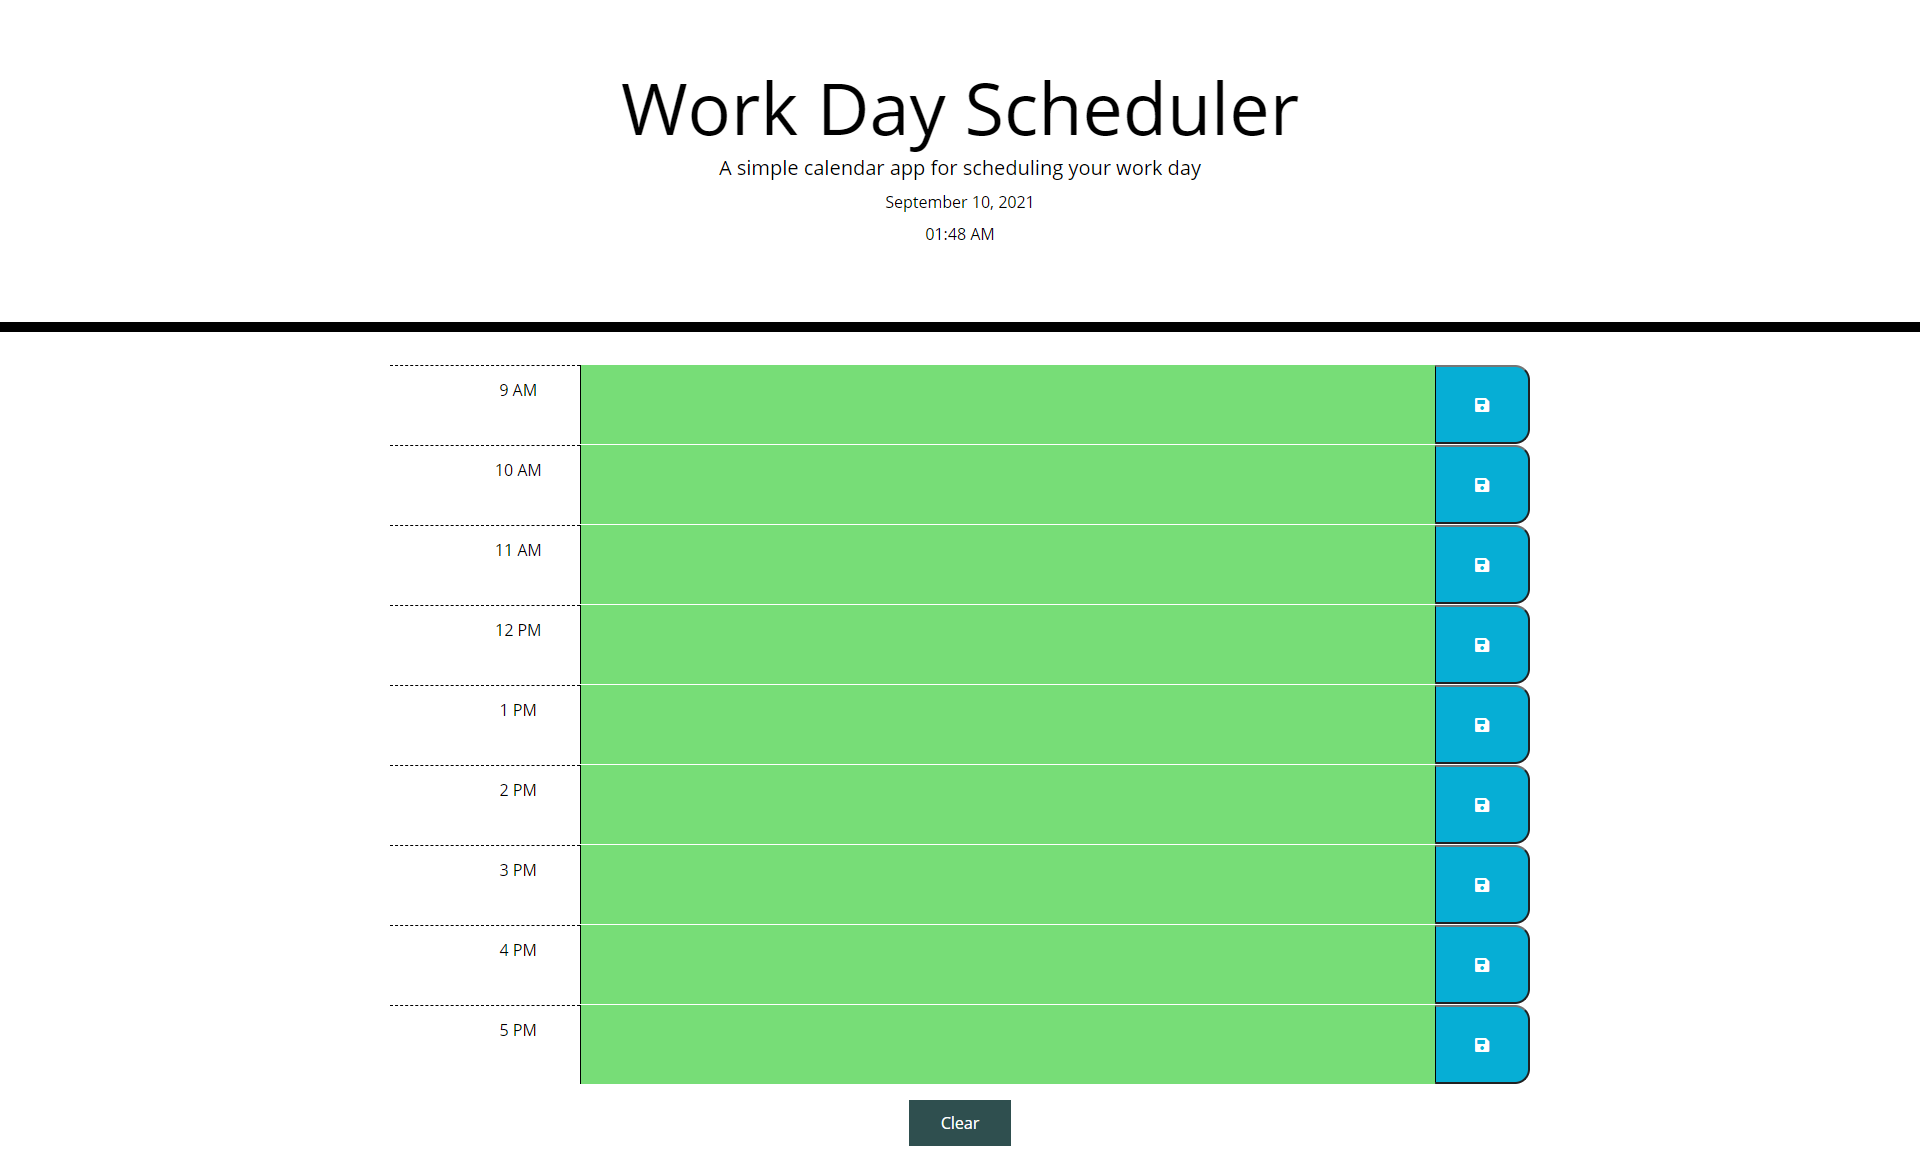 Work Day Scheduler
A simple calendar app for scheduling your work day
September 10, 2021
01:48 AM
9 AM
10 AM
11 AM
12 PM
1 PM
2 PM
3 PM
4 PM
5 PM
Clear